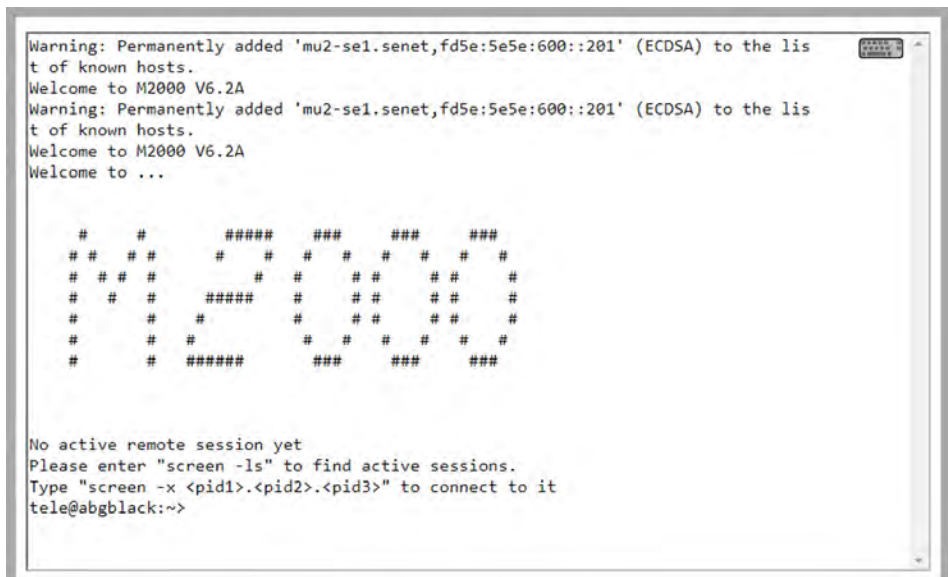 Warning: Permanently added 'mu2-se1.senet,fd5e:5e5e:600::201' (ECDSA) to the lis
t of known hosts.
Welcome to M2000 V6.2A
Warning: Permanently added 'mu2-se1.senet,fd5e:5e5e:600::201' (ECDSA) to the lis
t of known hosts.
Welcome to M2000 V6.2A
Welcome to ...
M2000
No active remote session yet
Please enter "screen -ls" to find active sessions.
Type "screen -x <pid1>.<pid2>.<pid3>" to connect to it
tele@abgblack:~>